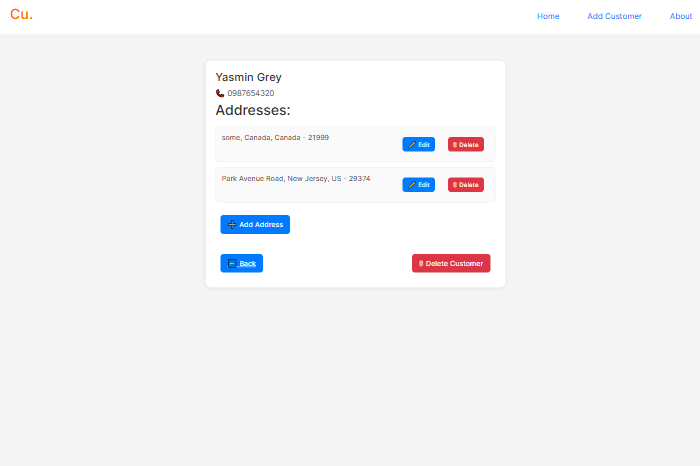 Cu.
Home Add Customer About
Yasmin Grey
📞 0987654320
Addresses:
some, Canada, Canada - 21999
Edit Delete
Park Avenue Road, New Jersey, US - 29374
Edit Delete
➕ Add Address
Back Delete Customer